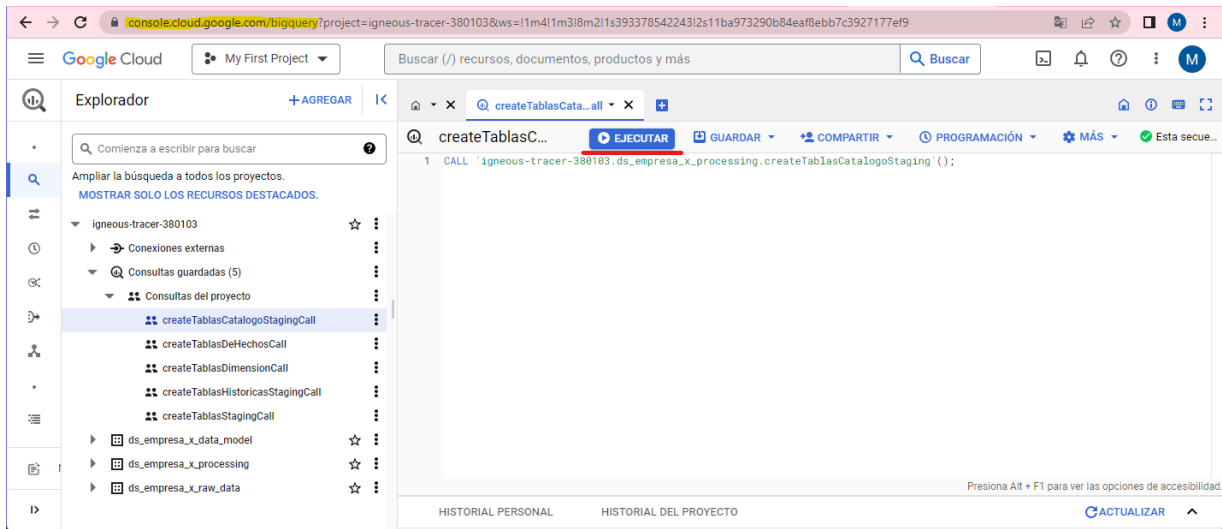 console.cloud.google.com/bigquery?project=igneous-tracer-380103&ws=!1m4!1m3!8m2!1s393378542243!2s11ba973290b84eaf8ebb7c3927177ef9
M
Google Cloud
My First Project
Buscar (/) recursos, documentos, productos y más
Buscar
M
Explorador
+ AGREGAR
createTablasCata...all
Comienza a escribir para buscar
createTablasC...
EJECUTAR
GUARDAR
COMPARTIR
PROGRAMACIÓN
MÁS
Esta secue...
1 CALL `igneous-tracer-380103.ds_empresa_x_processing.createTablasCatalogoStaging`();
Ampliar la búsqueda a todos los proyectos.
MOSTRAR SOLO LOS RECURSOS DESTACADOS.
igneous-tracer-380103
Conexiones externas
Consultas guardadas (5)
Consultas del proyecto
createTablasCatalogoStagingCall
createTablasDeHechosCall
createTablasDimensionCall
createTablasHistoricasStagingCall
createTablasStagingCall
ds_empresa_x_data_model
ds_empresa_x_processing
ds_empresa_x_raw_data
Presiona Alt + F1 para ver las opciones de accesibilidad.
HISTORIAL PERSONAL
HISTORIAL DEL PROYECTO
ACTUALIZAR